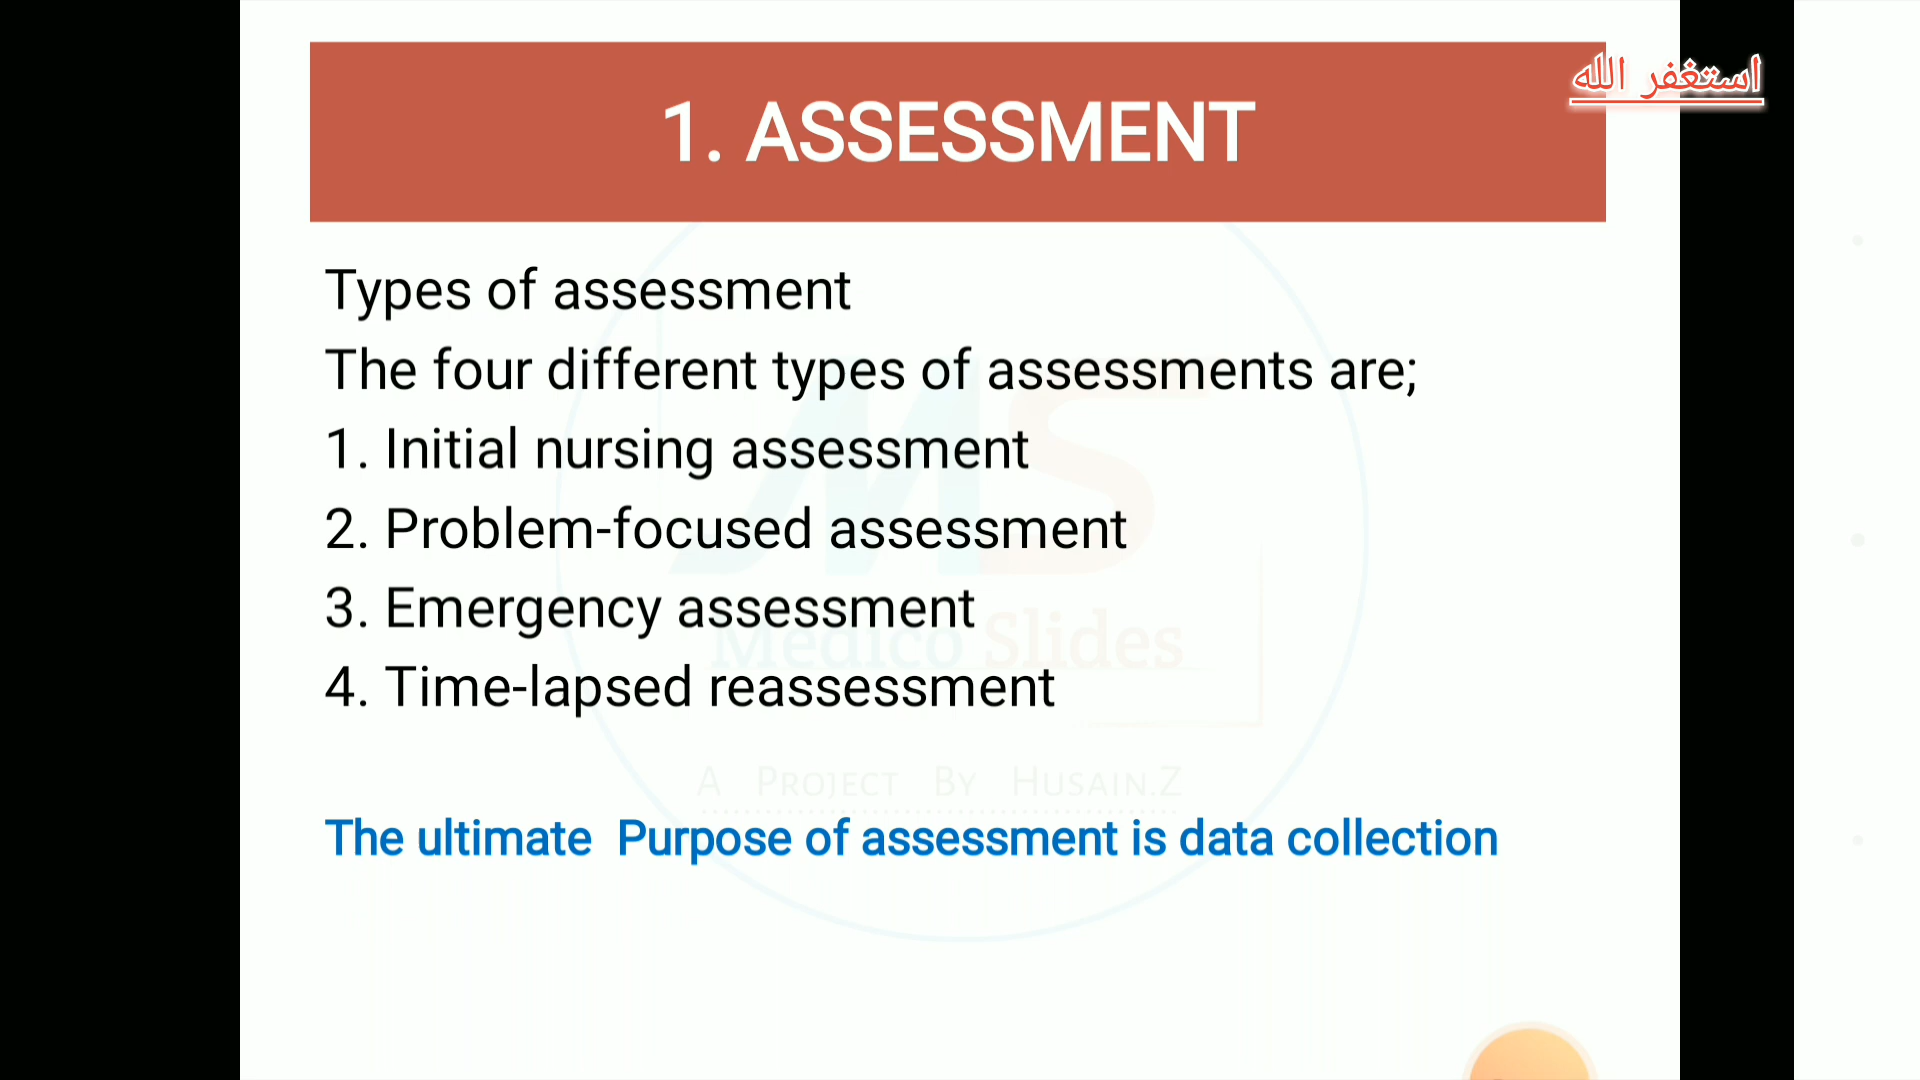 1. ASSESSMENT
استغفر الله
Types of assessment
The four different types of assessments are;
1. Initial nursing assessment
2. Problem-focused assessment
3. Emergency assessment
4. Time-lapsed reassessment
MS
Medico Slides
A PROJECT BY HUSAIN.Z
The ultimate  Purpose of assessment is data collection